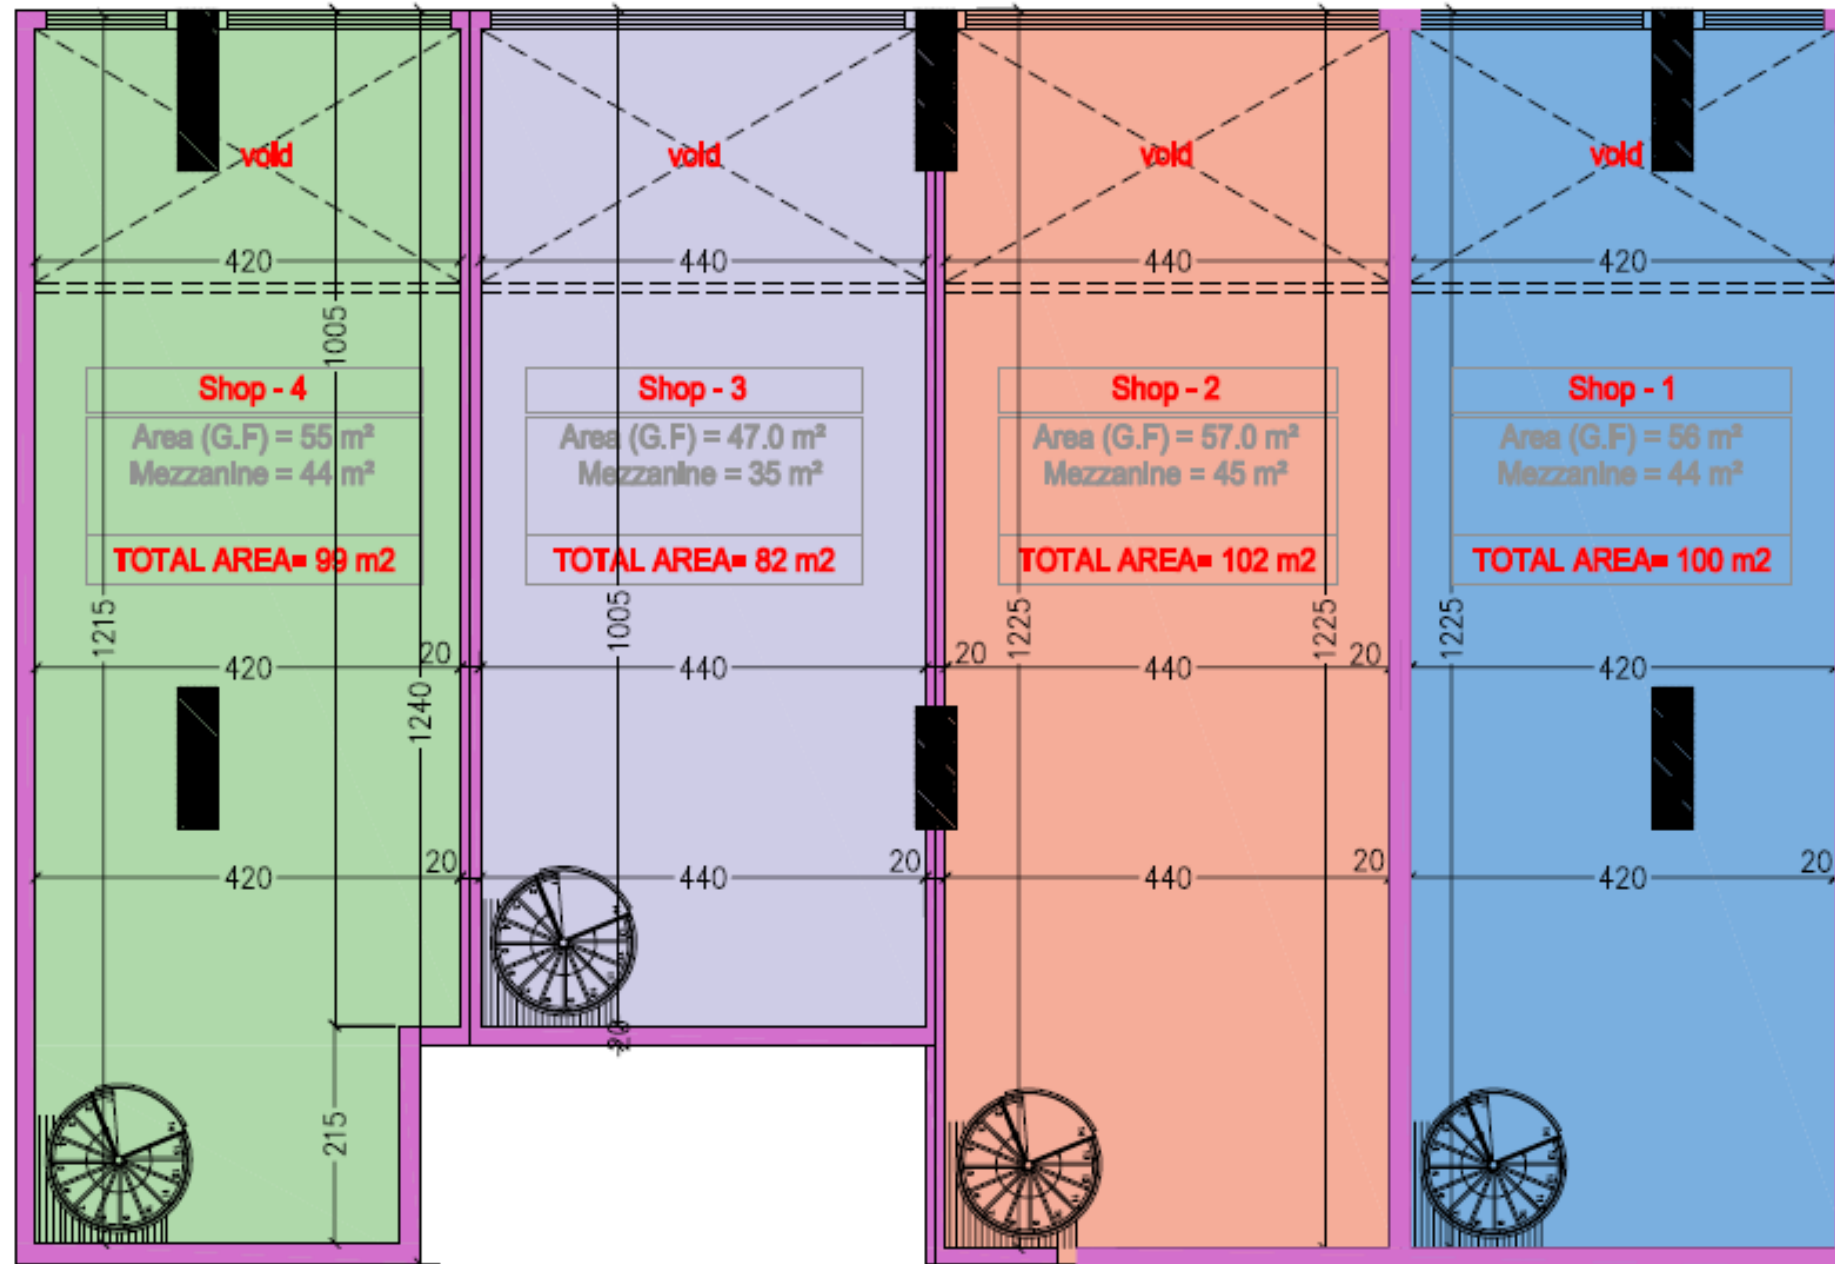 void
void
void
void
420
440
440
420
1005
Shop - 4
Area (G.F) = 55 m²
Mezzanine = 44 m²
TOTAL AREA= 99 m2
Shop - 3
Area (G.F) = 47.0 m²
Mezzanine = 35 m²
TOTAL AREA= 82 m2
Shop - 2
Area (G.F) = 57.0 m²
Mezzanine = 45 m²
TOTAL AREA= 102 m2
Shop - 1
Area (G.F) = 56 m²
Mezzanine = 44 m²
TOTAL AREA= 100 m2
1215
1005
1225
1225
1225
420
20
440
20
440
20
420
1240
420
20
440
20
440
20
420
20
20
215